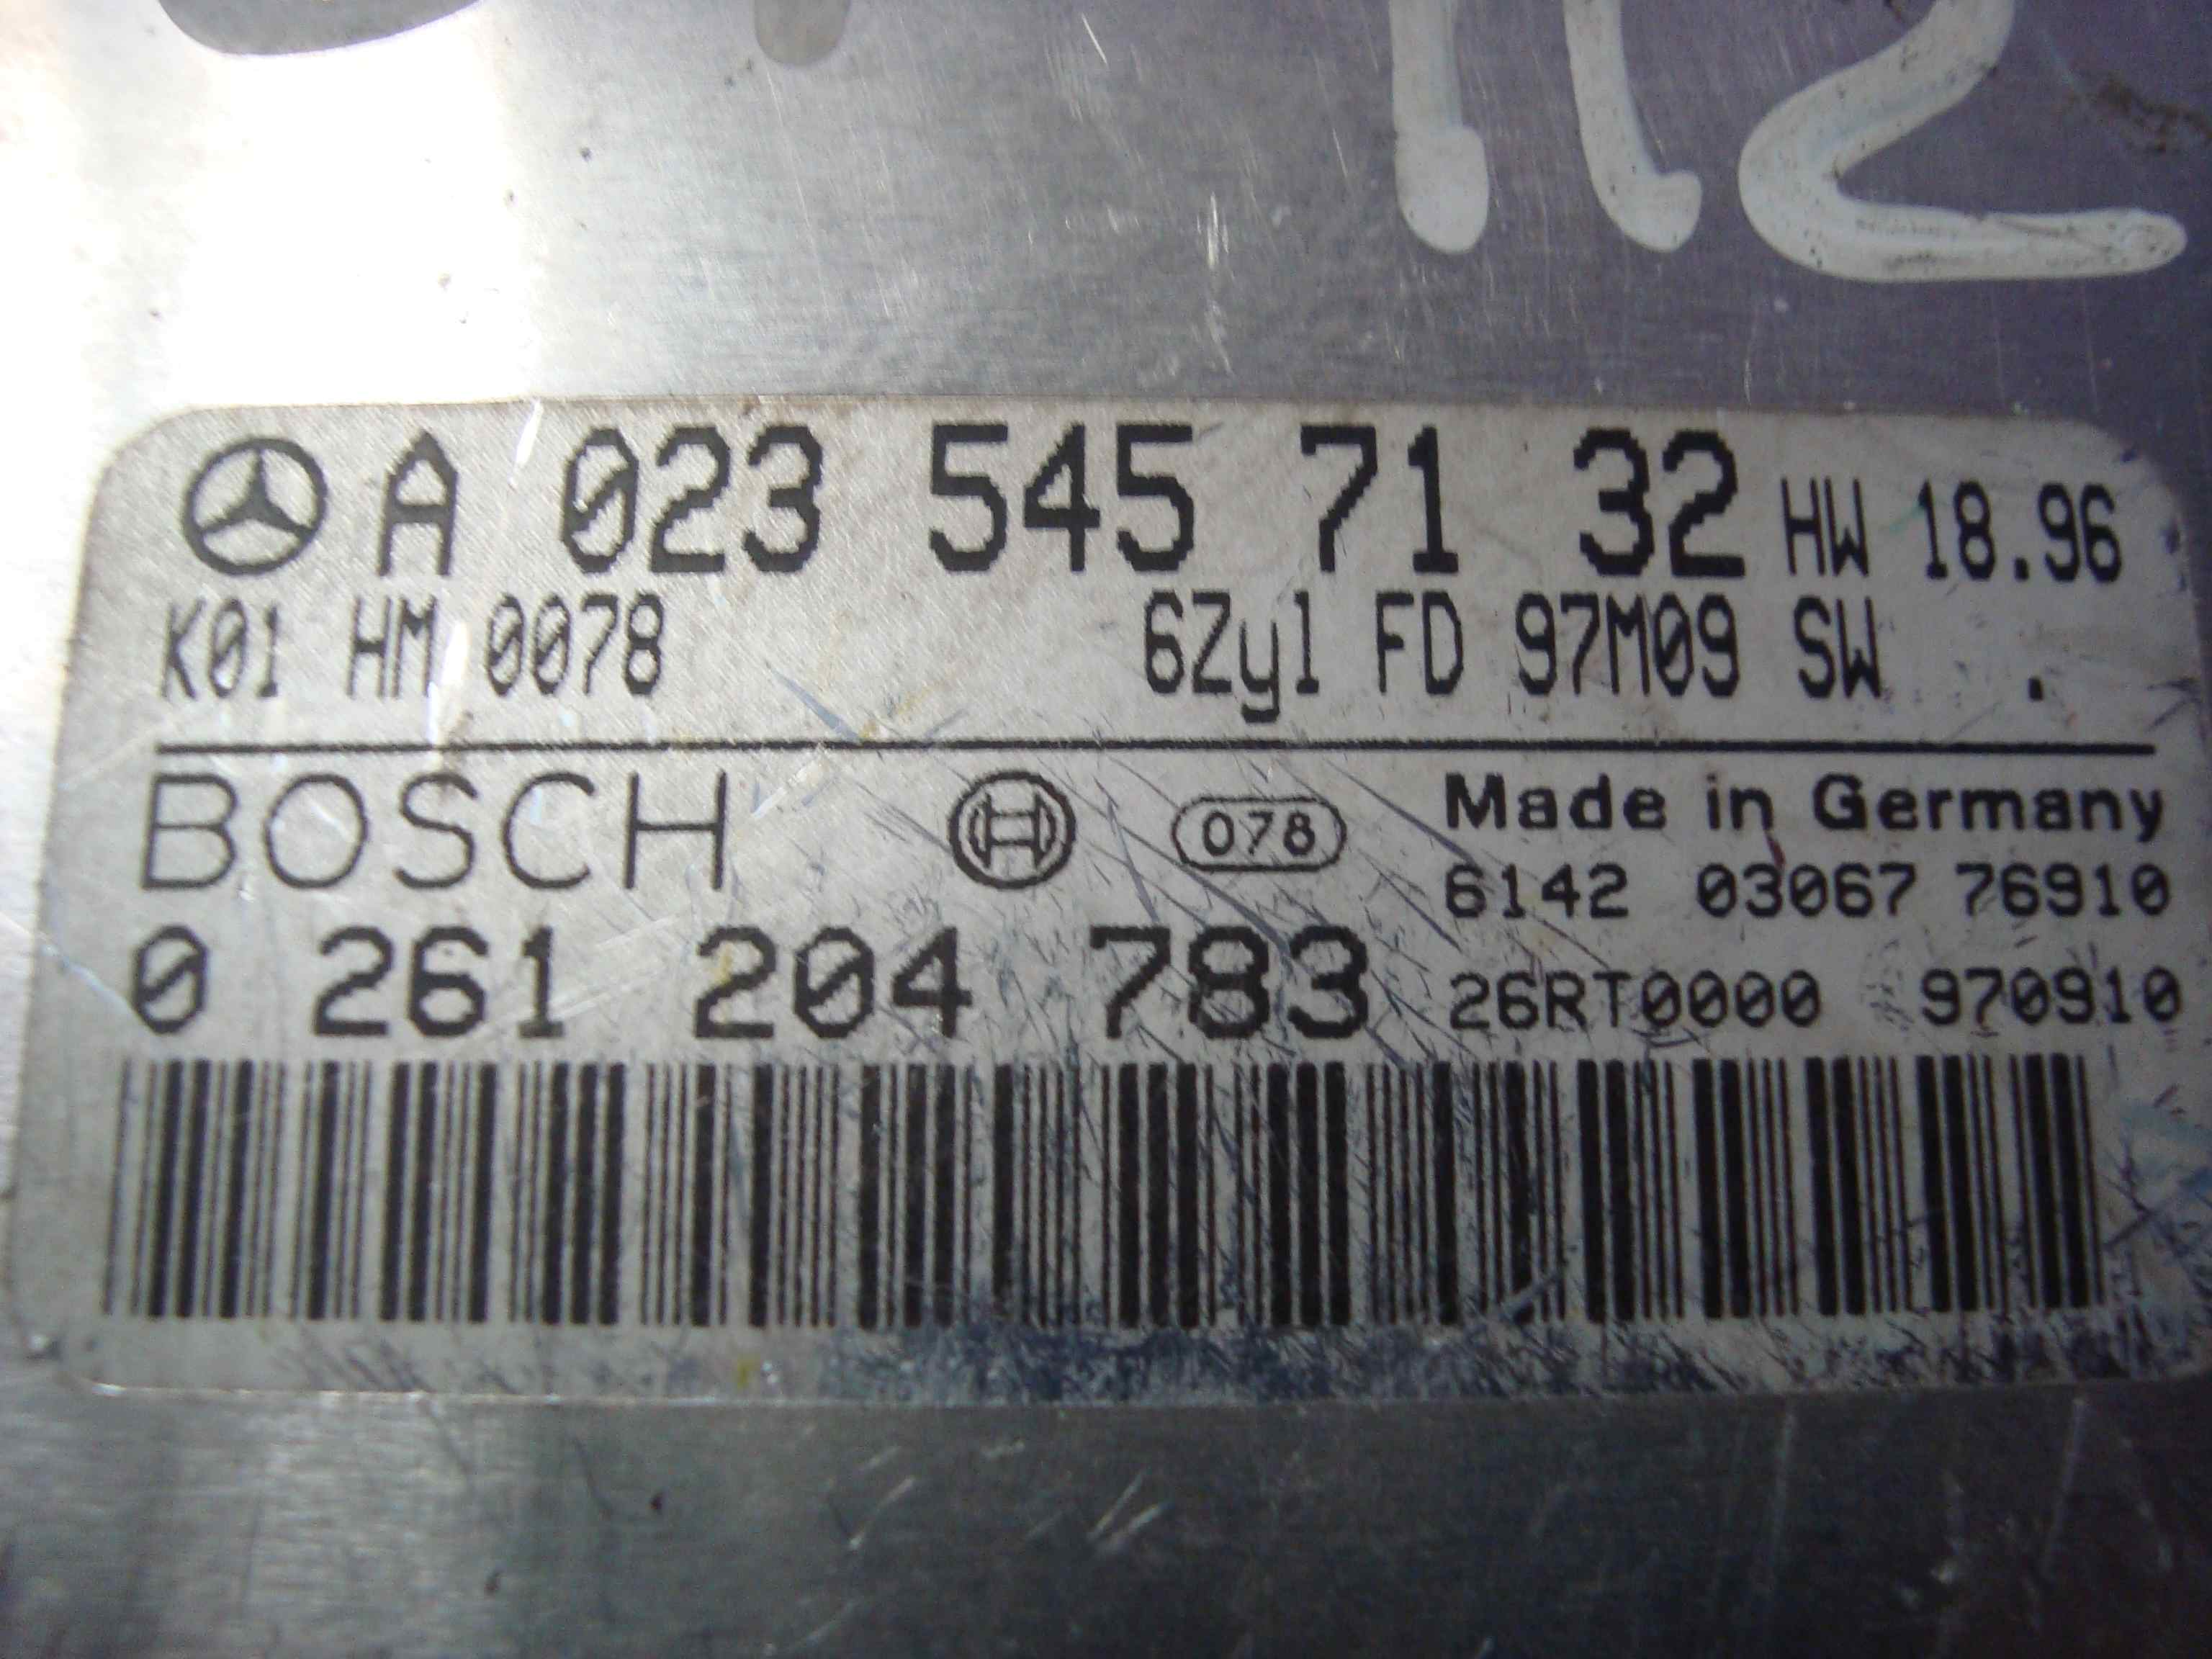 112
A 023 545 71 32 HW 18.96
K01 HM 0078 6Zyl FD 97M09 SW .
BOSCH 078 Made in Germany
6142 03067 76910
0 261 204 783 26RT0000 970910